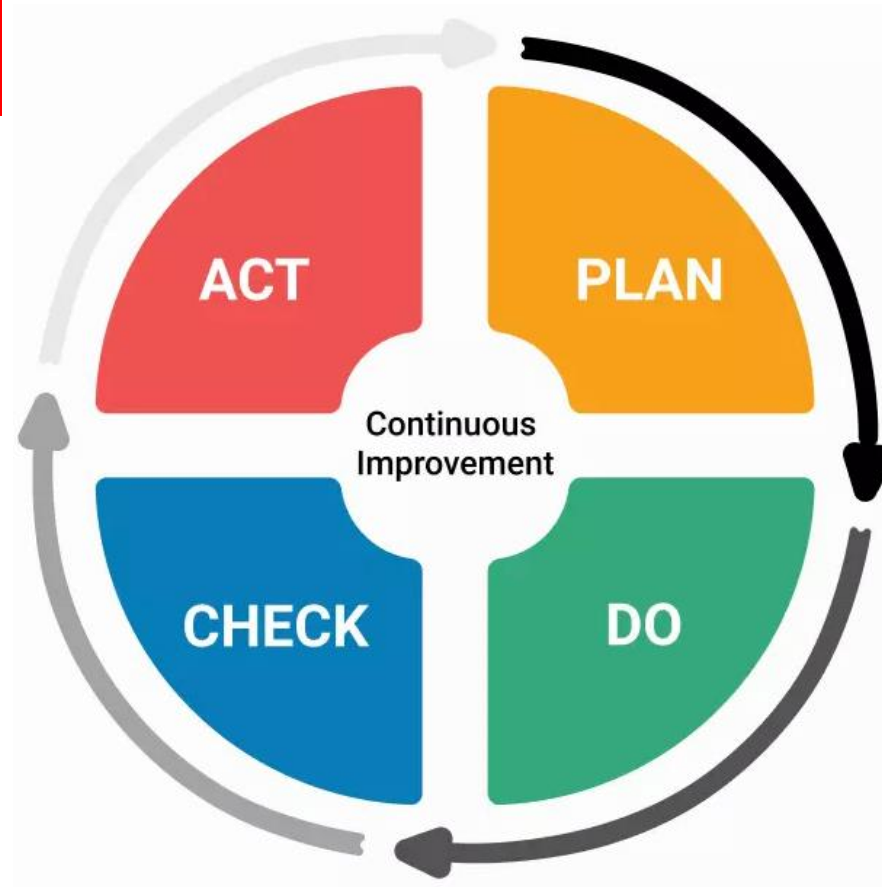 ACT
PLAN
Continuous
Improvement
CHECK
DO